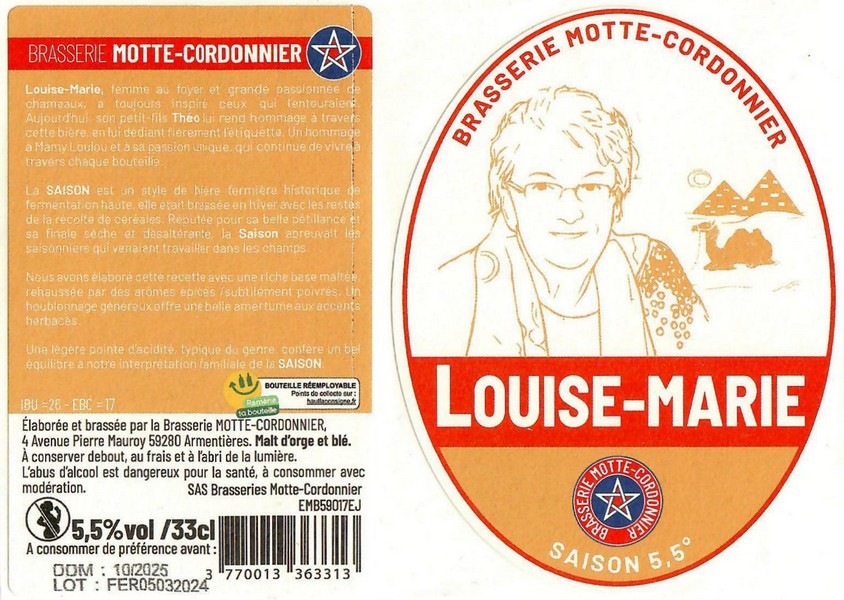 BRASSERIE MOTTE-CORDONNIER
Louise-Marie, femme au foyer et grande passionnée de
chameaux, a toujours inspiré ceux qui l'entouraient.
Aujourd'hui, son petit-fils Théo lui rend hommage à travers
cette bière, en lui dédiant fièrement l'étiquette. Un hommage
à Mamy Loulou et à sa passion unique, qui continue de vivre à
travers chaque bouteille.
La SAISON est un style de bière fermière historique de
fermentation haute, elle était brassée en hiver avec les restes
de la récolte de céréales. Réputée pour sa belle pétillance et
sa finale sèche et désaltérante, la Saison abreuvait les
saisonniers qui venaient travailler dans les champs.
Nous avons élaboré cette recette avec une riche base maltée,
rehaussée par des arômes épicés /subtilement poivrés. Un
houblonnage généreux offre une belle amertume aux accents
herbacés.
Une légère pointe d'acidité, typique du genre, confère un bel
équilibre à notre interprétation familiale de la SAISON.
IBU =26 - EBC =17
Ramène
ta bouteille
BOUTEILLE RÉEMPLOYABLE
Points de collecte sur :
hautlaconsigne.fr
Élaborée et brassée par la Brasserie MOTTE-CORDONNIER,
4 Avenue Pierre Mauroy 59280 Armentières. Malt d'orge et blé.
À conserver debout, au frais et à l'abri de la lumière.
L'abus d'alcool est dangereux pour la santé, à consommer avec
modération.
SAS Brasseries Motte-Cordonnier
EMB59017EJ
5,5%vol /33cl
A consommer de préférence avant :
DDM : 10/2025
LOT : FER05032024
3 770013 363313
BRASSERIE MOTTE-CORDONNIER
LOUISE-MARIE
BRASSERIE MOTTE-CORDONNIER
SAISON 5,5°